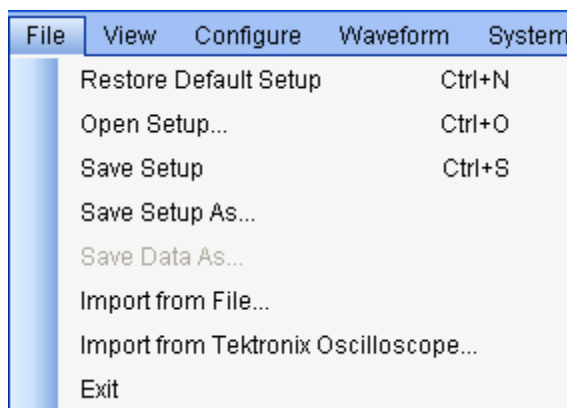 File View Configure Waveform System
Restore Default Setup Ctrl+N
Open Setup... Ctrl+O
Save Setup Ctrl+S
Save Setup As...
Save Data As...
Import from File...
Import from Tektronix Oscilloscope...
Exit